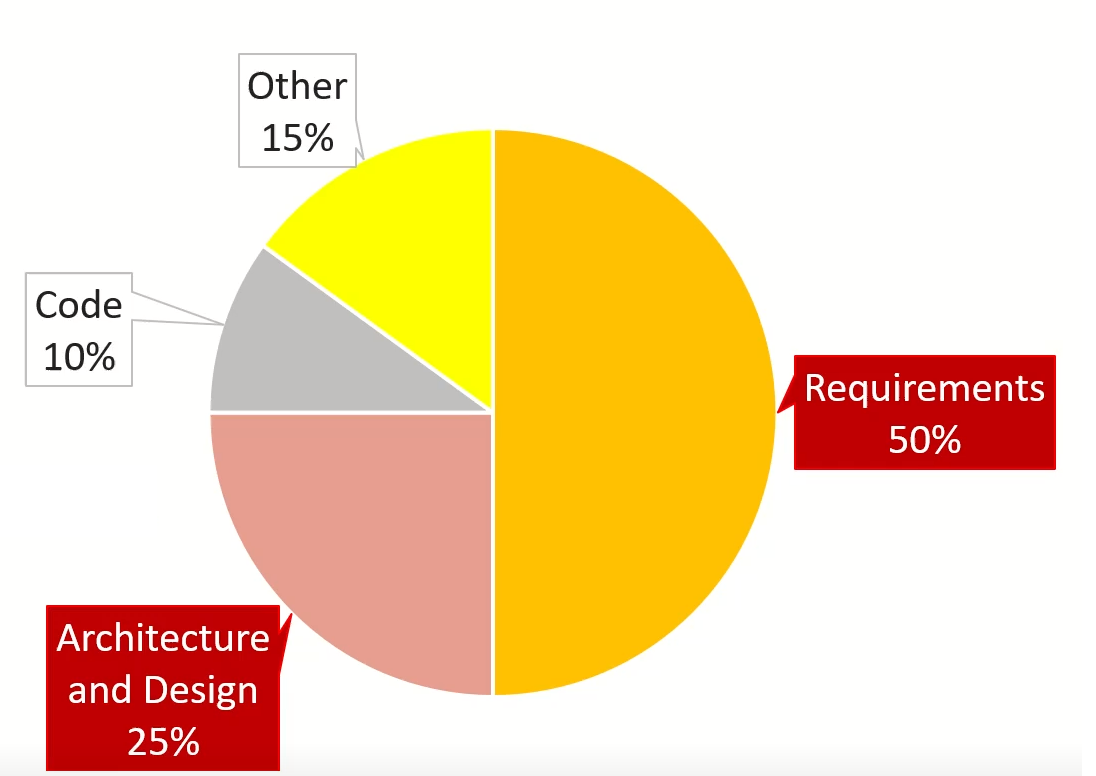 Other
15%
Code
10%
Requirements
50%
Architecture
and Design
25%